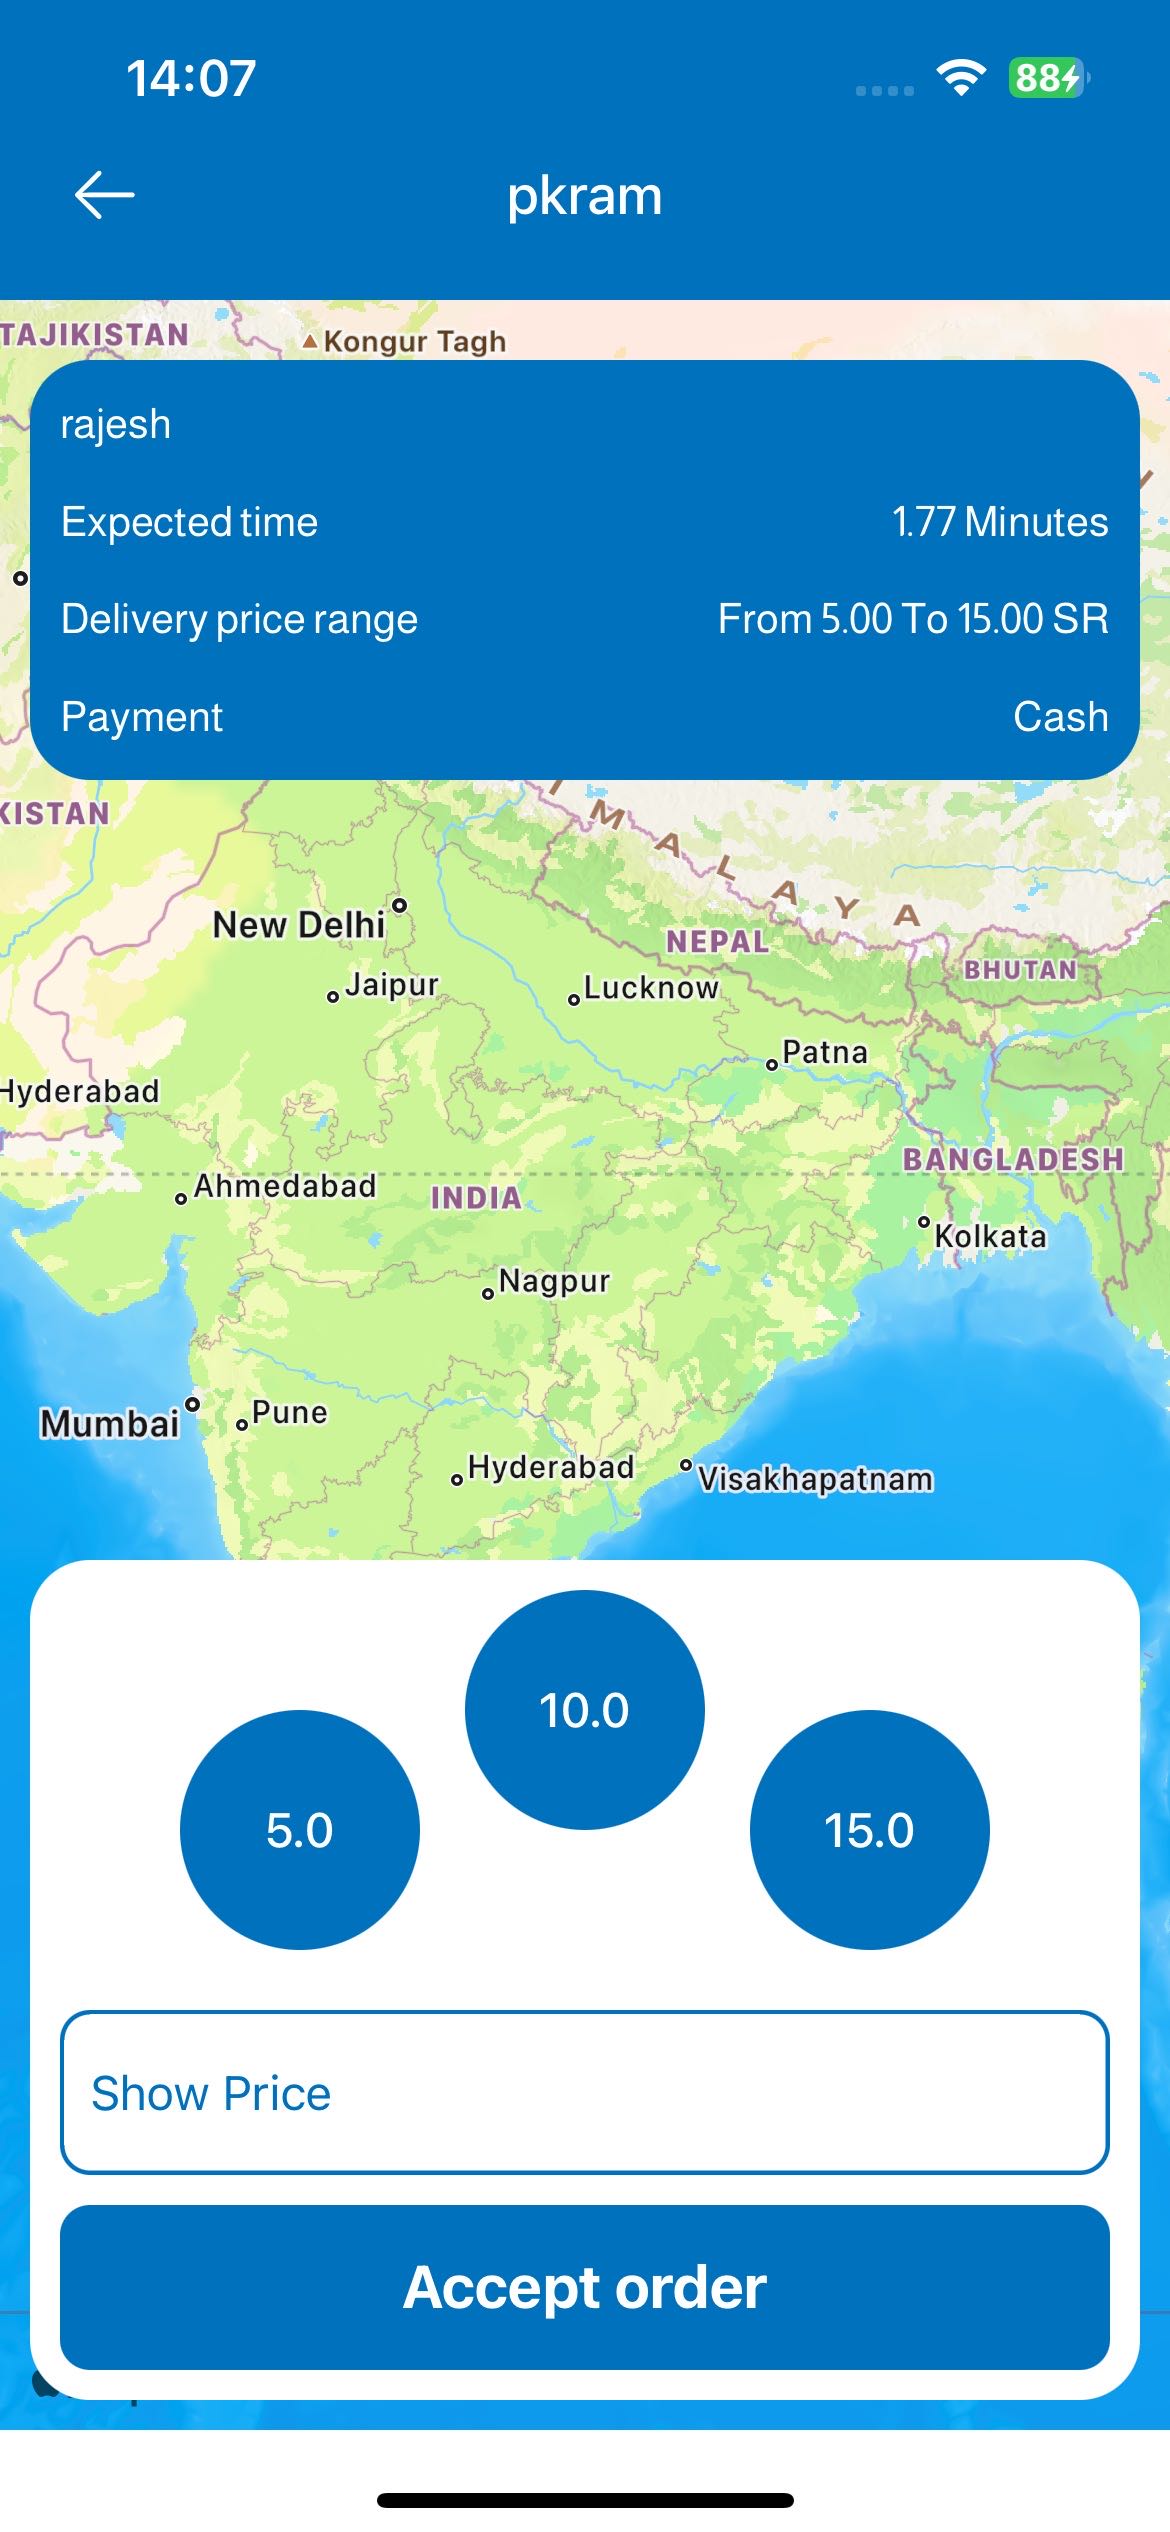 14:07
88
pkram
TAJIKISTAN
Kongur Tagh
rajesh
Expected time 1.77 Minutes
Delivery price range From 5.00 To 15.00 SR
Payment Cash
KISTAN
I M A L A Y A
New Delhi
NEPAL
BHUTAN
Jaipur
Lucknow
Patna
Hyderabad
BANGLADESH
Ahmedabad
INDIA
Kolkata
Nagpur
Mumbai
Pune
Hyderabad
Visakhapatnam
10.0
5.0
15.0
Show Price
Accept order